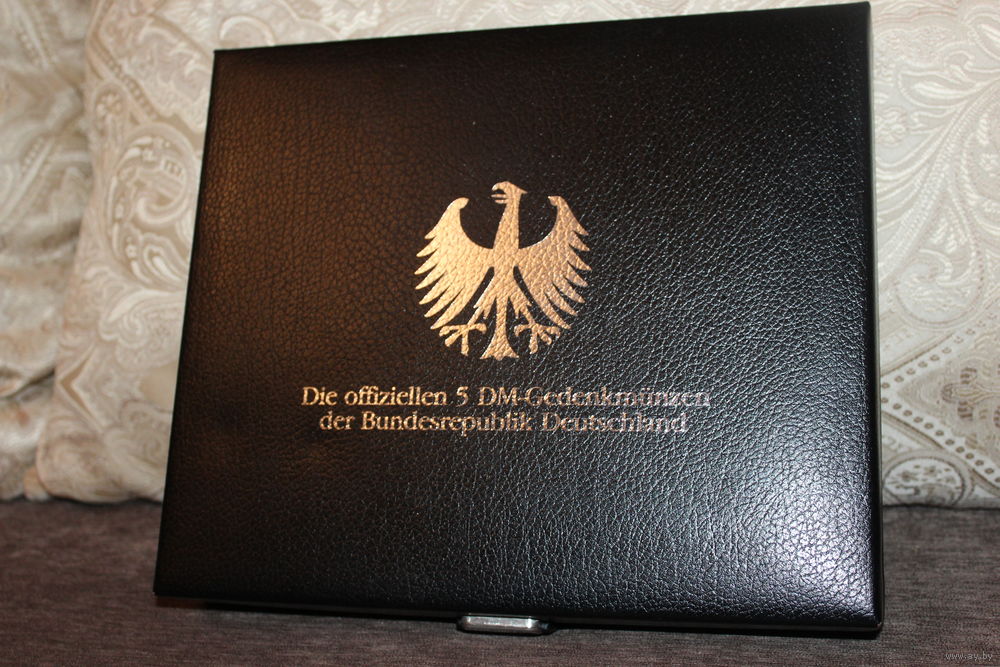 Die offiziellen 5 DM-Gedenkmünzen
der Bundesrepublik Deutschland
www.ay.by